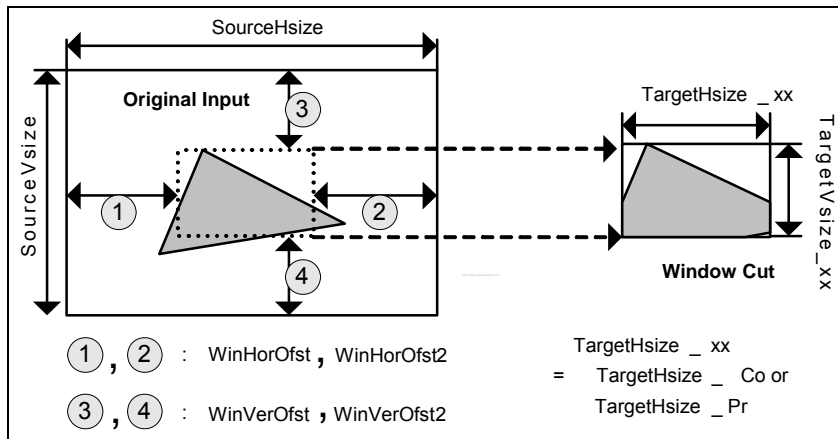 SourceHsize
SourceVsize
Original Input
3
1
2
4
TargetHsize _ xx
TargetVsize_xx
Window Cut
1 , 2 : WinHorOfst , WinHorOfst2
3 , 4 : WinVerOfst , WinVerOfst2
TargetHsize _ xx
= TargetHsize _ Co or
TargetHsize _ Pr